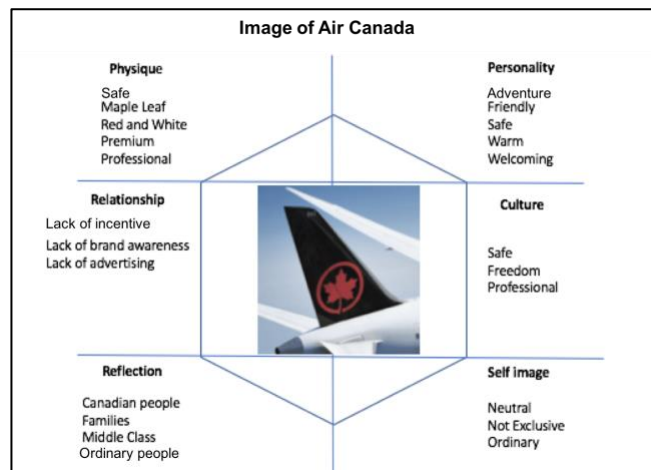 Image of Air Canada
Physique
Safe
Maple Leaf
Red and White
Premium
Professional
Personality
Adventure
Friendly
Safe
Warm
Welcoming
Relationship
Lack of incentive
Lack of brand awareness
Lack of advertising
Culture
Safe
Freedom
Professional
Reflection
Canadian people
Families
Middle Class
Ordinary people
Self image
Neutral
Not Exclusive
Ordinary